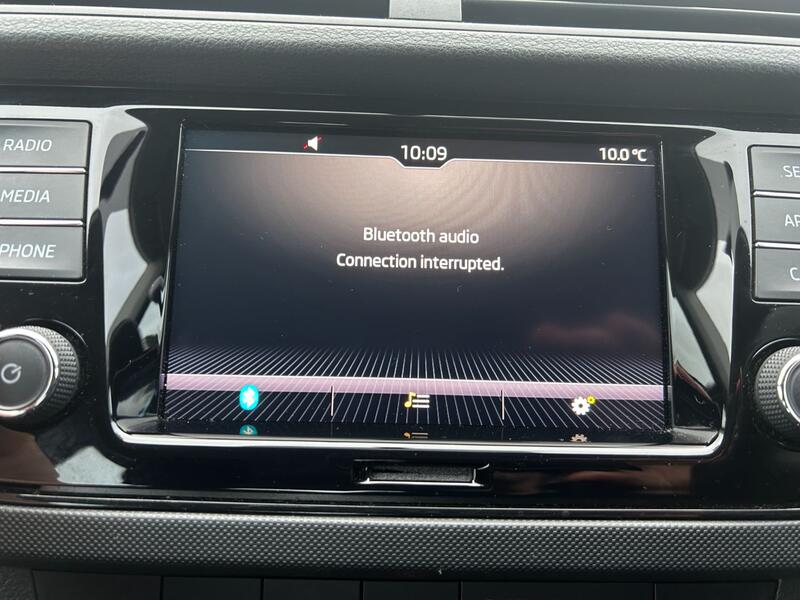 10:09
10.0 °C
RADIO
MEDIA
PHONE
Bluetooth audio
Connection interrupted.